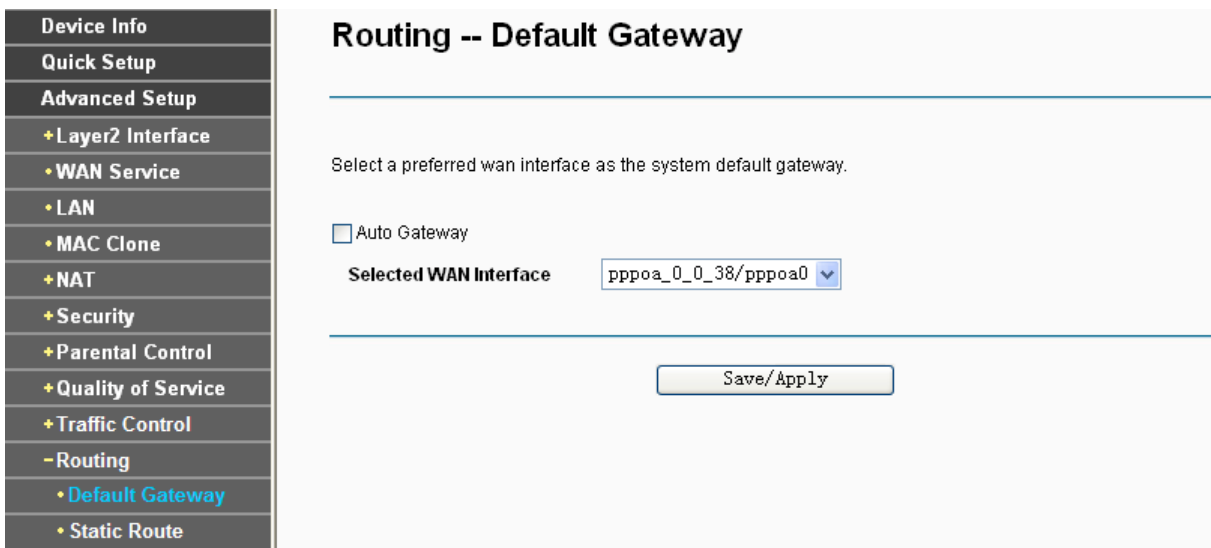 Device Info
Quick Setup
Advanced Setup
+Layer2 Interface
•WAN Service
•LAN
•MAC Clone
+NAT
+Security
+Parental Control
+Quality of Service
+Traffic Control
−Routing
•Default Gateway
•Static Route
Routing -- Default Gateway
Select a preferred wan interface as the system default gateway.
Auto Gateway
Selected WAN Interface pppoa_0_0_38/pppoa0
Save/Apply